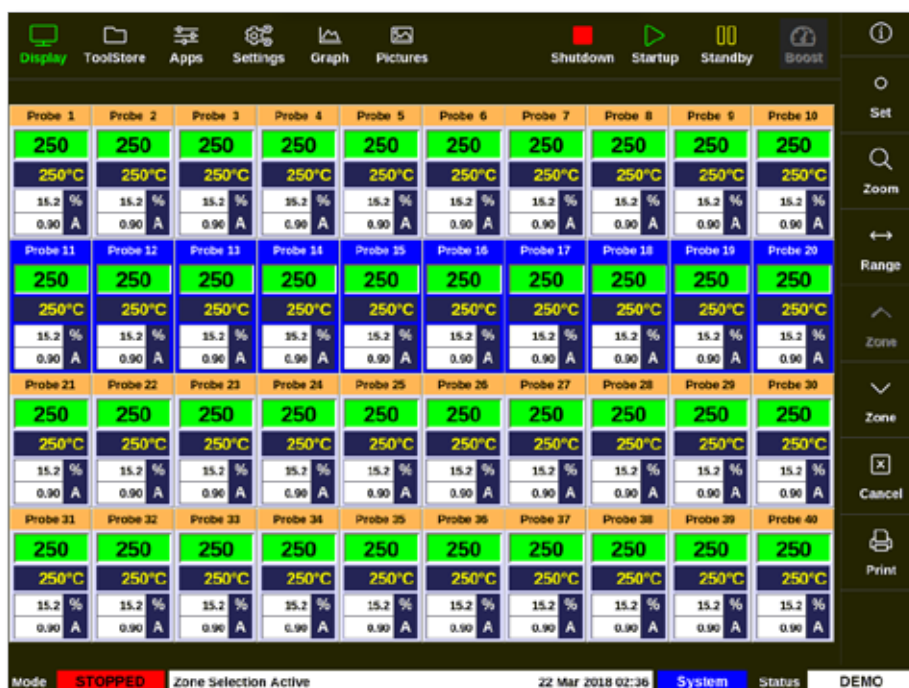 Display ToolStore Apps Settings Graph Pictures Shutdown Startup Standby Boost
Set
Zoom
Range
Zone
Zone
Cancel
Print
Probe 1 Probe 2 Probe 3 Probe 4 Probe 5 Probe 6 Probe 7 Probe 8 Probe 9 Probe 10
250 250 250 250 250 250 250 250 250 250
250°C 250°C 250°C 250°C 250°C 250°C 250°C 250°C 250°C 250°C
15.2 % 15.2 % 15.2 % 15.2 % 15.2 % 15.2 % 15.2 % 15.2 % 15.2 % 15.2 %
0.90 A 0.90 A 0.90 A 0.90 A 0.90 A 0.90 A 0.90 A 0.90 A 0.90 A 0.90 A
Probe 11 Probe 12 Probe 13 Probe 14 Probe 15 Probe 16 Probe 17 Probe 18 Probe 19 Probe 20
250 250 250 250 250 250 250 250 250 250
250°C 250°C 250°C 250°C 250°C 250°C 250°C 250°C 250°C 250°C
15.2 % 15.2 % 15.2 % 15.2 % 15.2 % 15.2 % 15.2 % 15.2 % 15.2 % 15.2 %
0.90 A 0.90 A 0.90 A 0.90 A 0.90 A 0.90 A 0.90 A 0.90 A 0.90 A 0.90 A
Probe 21 Probe 22 Probe 23 Probe 24 Probe 25 Probe 26 Probe 27 Probe 28 Probe 29 Probe 30
250 250 250 250 250 250 250 250 250 250
250°C 250°C 250°C 250°C 250°C 250°C 250°C 250°C 250°C 250°C
15.2 % 15.2 % 15.2 % 15.2 % 15.2 % 15.2 % 15.2 % 15.2 % 15.2 % 15.2 %
0.90 A 0.90 A 0.90 A 0.90 A 0.90 A 0.90 A 0.90 A 0.90 A 0.90 A 0.90 A
Probe 31 Probe 32 Probe 33 Probe 34 Probe 35 Probe 36 Probe 37 Probe 38 Probe 39 Probe 40
250 250 250 250 250 250 250 250 250 250
250°C 250°C 250°C 250°C 250°C 250°C 250°C 250°C 250°C 250°C
15.2 % 15.2 % 15.2 % 15.2 % 15.2 % 15.2 % 15.2 % 15.2 % 15.2 % 15.2 %
0.90 A 0.90 A 0.90 A 0.90 A 0.90 A 0.90 A 0.90 A 0.90 A 0.90 A 0.90 A
Mode STOPPED Zone Selection Active 22 Mar 2018 02:36 System Status DEMO